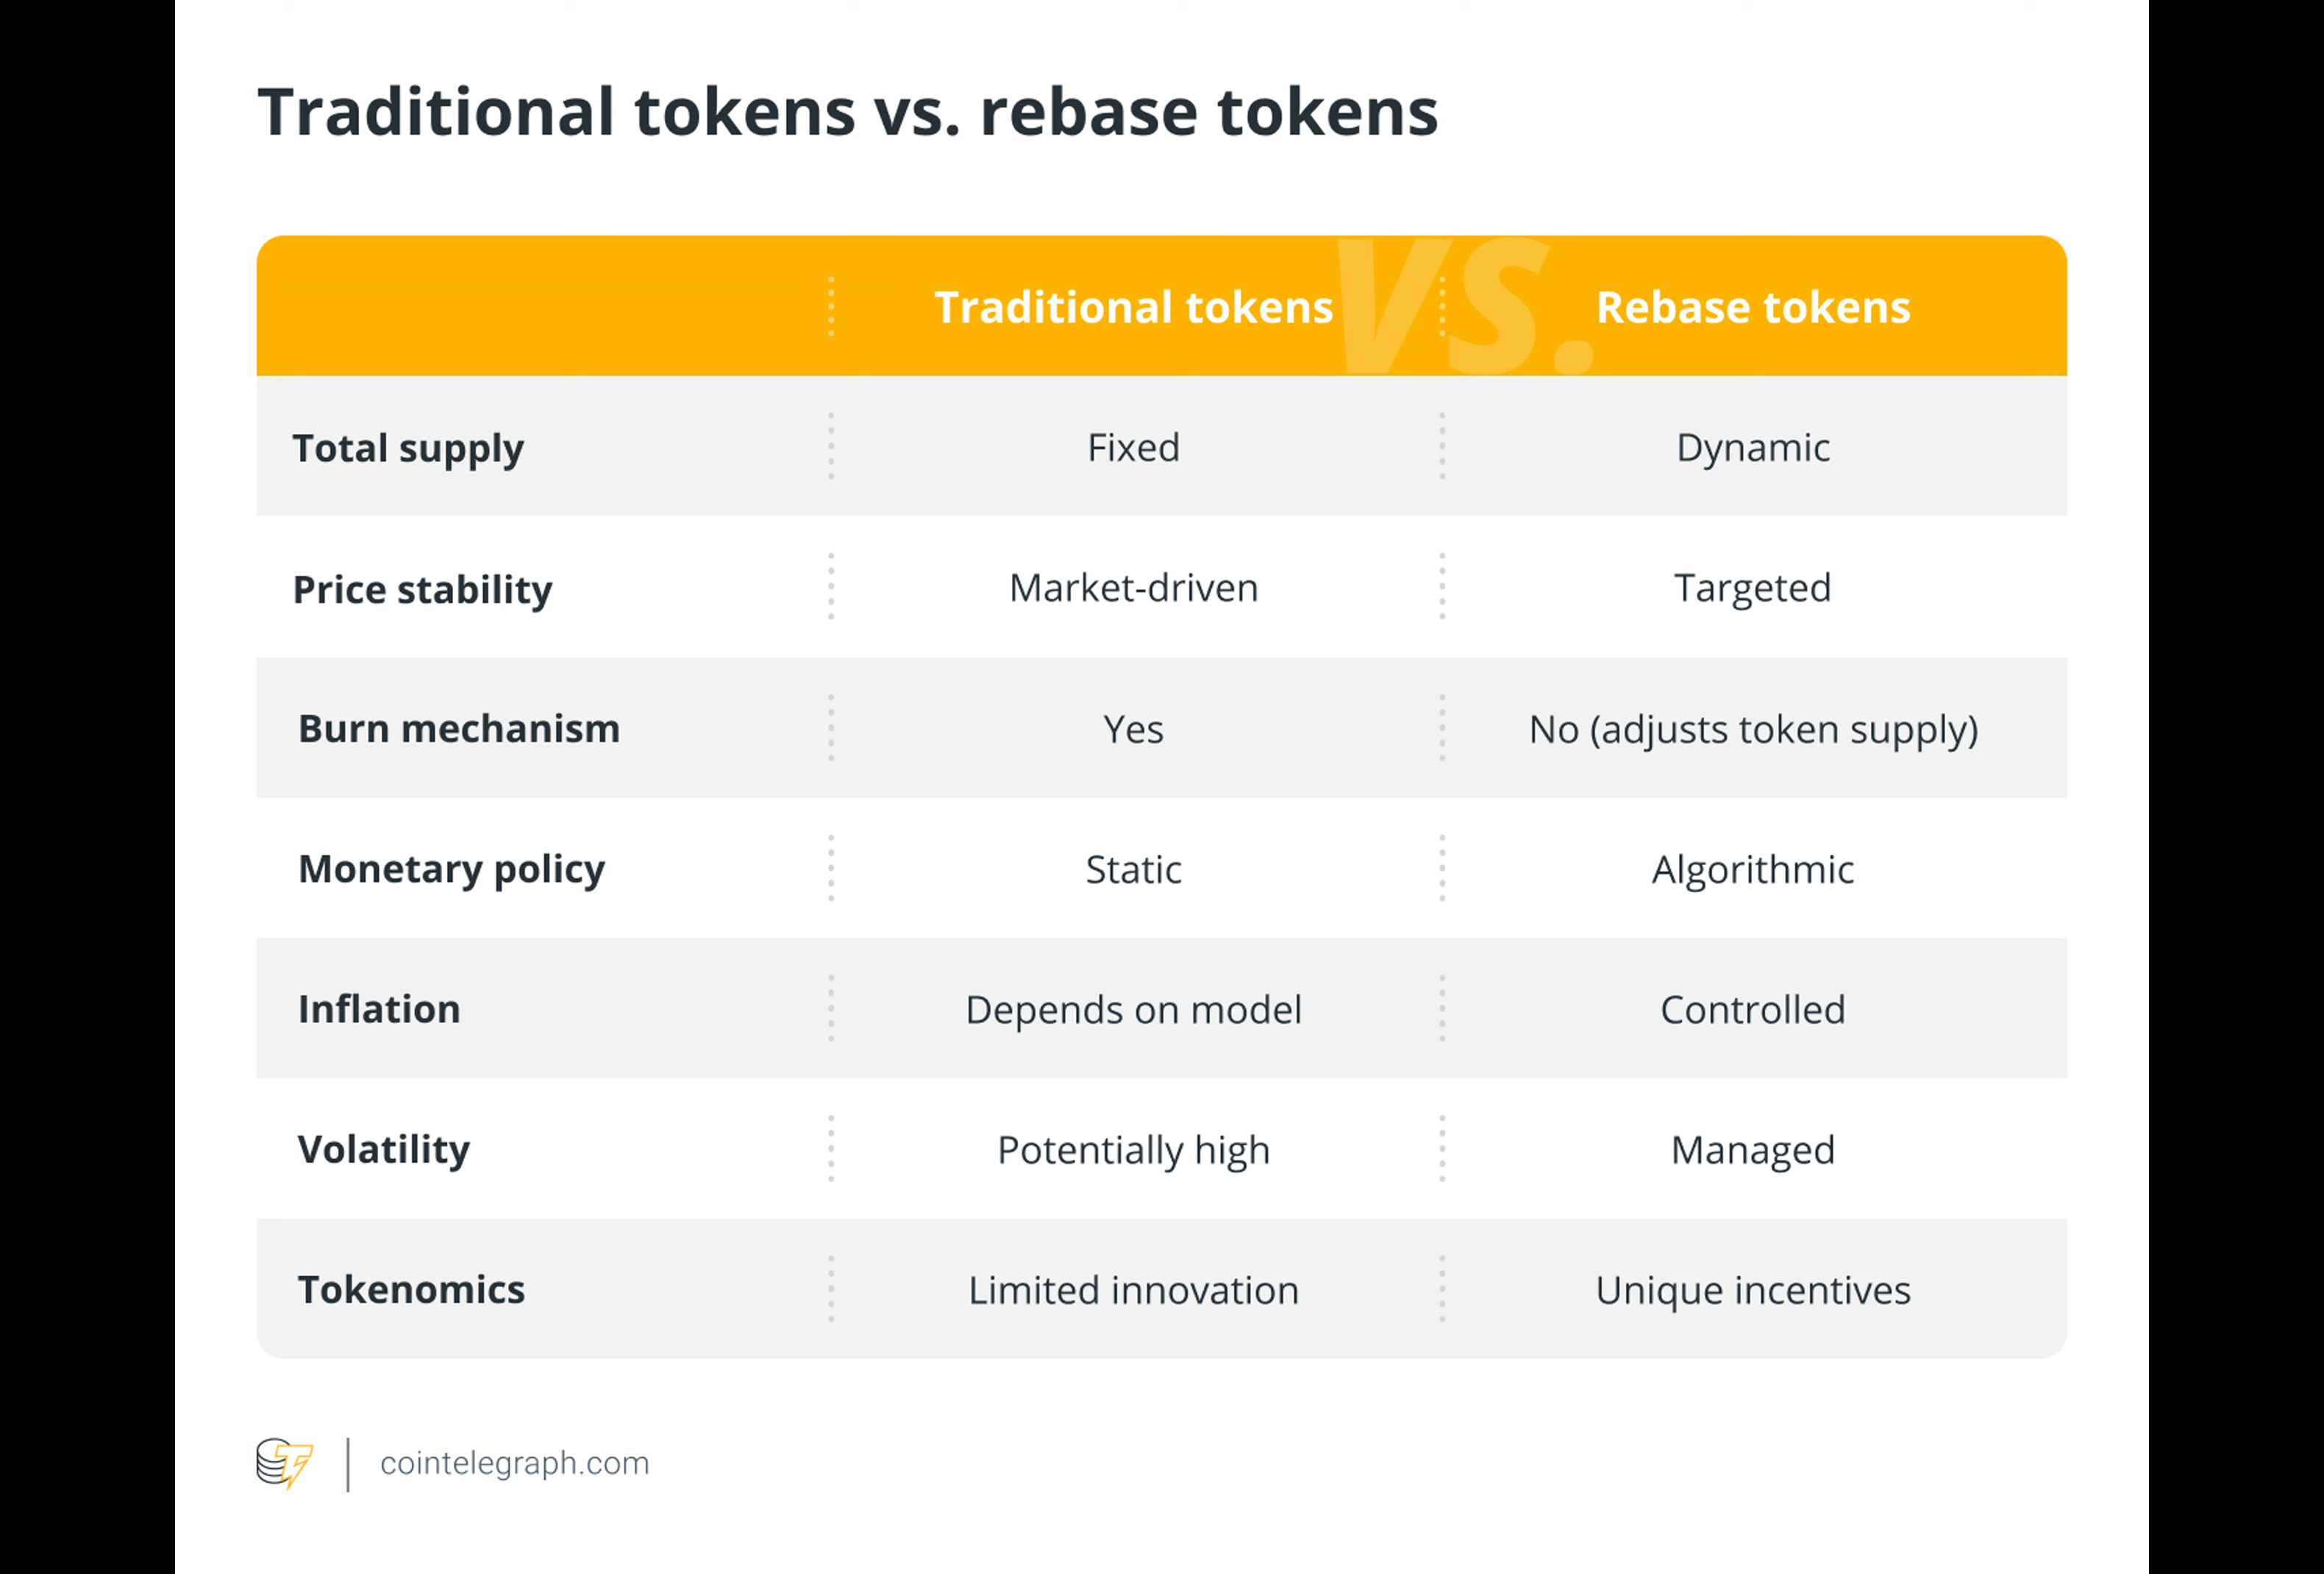 Traditional tokens vs. rebase tokens
VS.
Traditional tokens Rebase tokens
Total supply Fixed Dynamic
Price stability Market-driven Targeted
Burn mechanism Yes No (adjusts token supply)
Monetary policy Static Algorithmic
Inflation Depends on model Controlled
Volatility Potentially high Managed
Tokenomics Limited innovation Unique incentives
cointelegraph.com